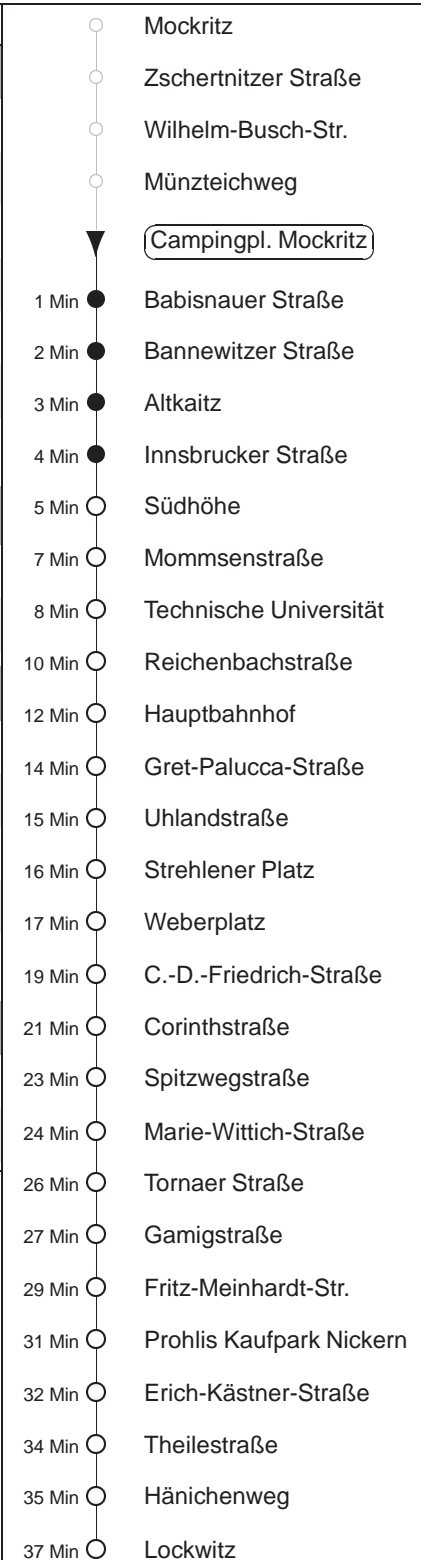 Mockritz
Zschertnitzer Straße
Wilhelm-Busch-Str.
Münzteichweg
Campingpl. Mockritz
1 Min Babisnauer Straße
2 Min Bannewitzer Straße
3 Min Altkaitz
4 Min Innsbrucker Straße
5 Min Südhöhe
7 Min Mommsenstraße
8 Min Technische Universität
10 Min Reichenbachstraße
12 Min Hauptbahnhof
14 Min Gret-Palucca-Straße
15 Min Uhlandstraße
16 Min Strehlener Platz
17 Min Weberplatz
19 Min C.-D.-Friedrich-Straße
21 Min Corinthstraße
23 Min Spitzwegstraße
24 Min Marie-Wittich-Straße
26 Min Tornaer Straße
27 Min Gamigstraße
29 Min Fritz-Meinhardt-Str.
31 Min Prohlis Kaufpark Nickern
32 Min Erich-Kästner-Straße
34 Min Theilestraße
35 Min Hänichenweg
37 Min Lockwitz